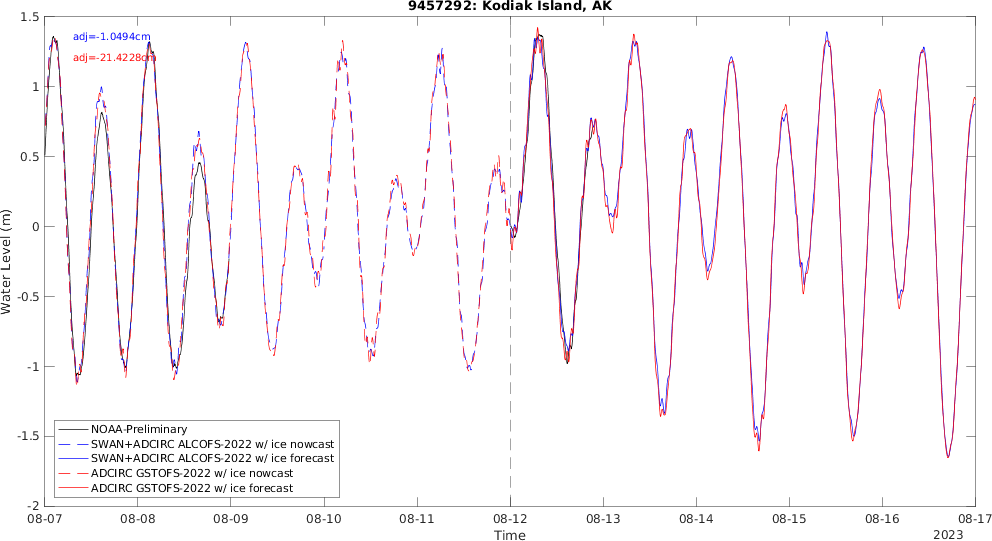 9457292: Kodiak Island, AK
1.5
adj=-1.0494cm
adj=-21.4228cm
1
0.5
0
-0.5
-1
-1.5
-2
Water Level (m)
NOAA-Preliminary
SWAN+ADCIRC ALCOFS-2022 w/ ice nowcast
SWAN+ADCIRC ALCOFS-2022 w/ ice forecast
ADCIRC GSTOFS-2022 w/ ice nowcast
ADCIRC GSTOFS-2022 w/ ice forecast
08-07 08-08 08-09 08-10 08-11 08-12 08-13 08-14 08-15 08-16 08-17
Time
2023